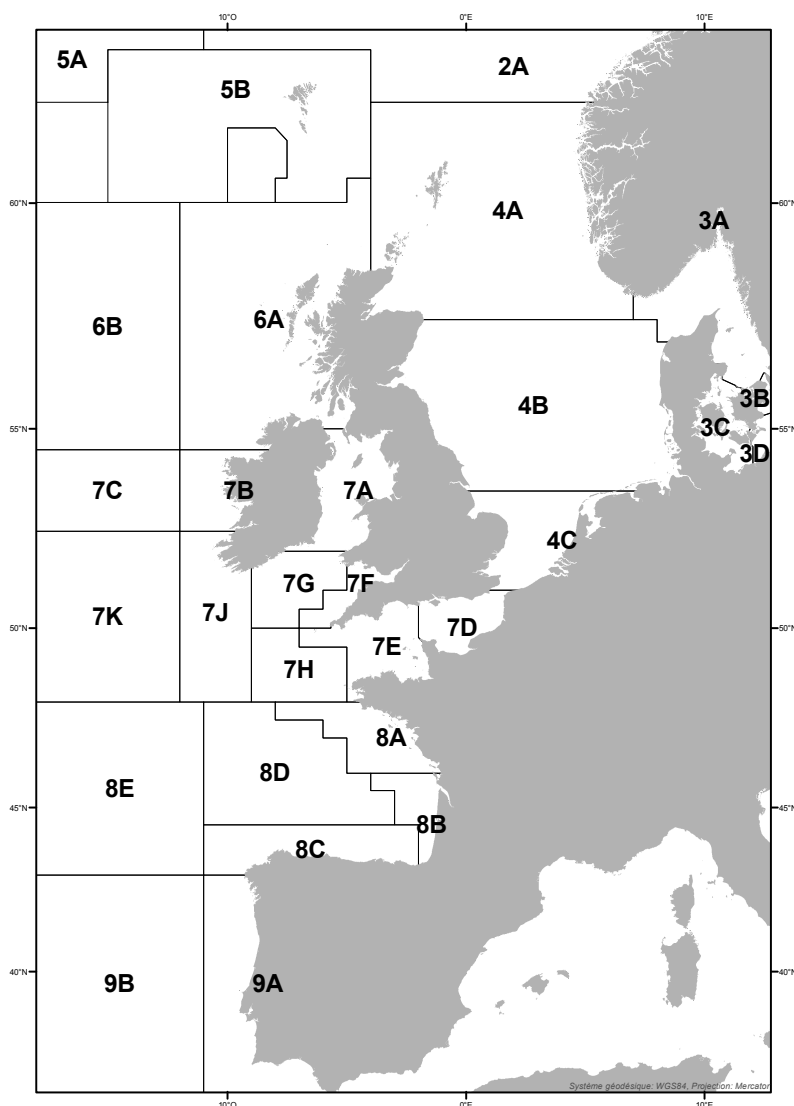 10°O 0°E 10°E
5A
2A
5B
60°N 60°N
4A
3A
6A
6B
4B
3B
55°N 3C 55°N
3D
7C 7B 7A
4C
7G 7F
7K 7J
50°N 7D 50°N
7E
7H
8A
8D
8E
45°N 45°N
8B
8C
40°N 40°N
9B 9A
Système géodésique: WGS84, Projection: Mercator
10°O 0°E 10°E